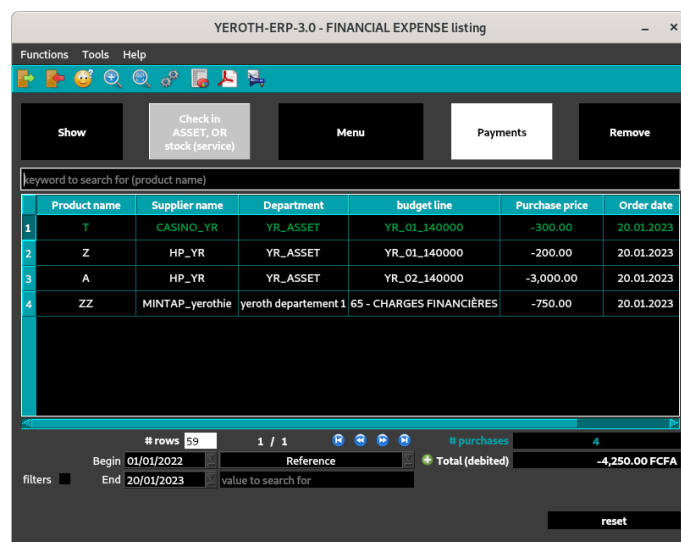 YEROTH-ERP-3.0 - FINANCIAL EXPENSE listing
Functions Tools Help
Show
Check in
ASSET, OR
stock (service)
Menu
Payments
Remove
keyword to search for (product name)
Product name Supplier name Department budget line Purchase price Order date
1 T CASINO_YR YR_ASSET YR_01_140000 -300.00 20.01.2023
2 Z HP_YR YR_ASSET YR_01_140000 -200.00 20.01.2023
3 A HP_YR YR_ASSET YR_02_140000 -3,000.00 20.01.2023
4 ZZ MINTAP_yerothie yeroth departement 1 65 - CHARGES FINANCIÈRES -750.00 20.01.2023
# rows 59 1 / 1 # purchases 4
Begin 01/01/2022 Reference Total (debited) -4,250.00 FCFA
filters End 20/01/2023 value to search for
reset